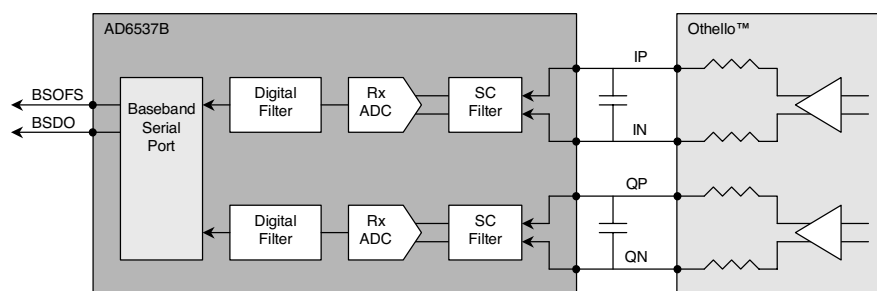 AD6537B
Othello™
BSOFS
BSDO
Baseband
Serial
Port
Digital
Filter
Rx
ADC
SC
Filter
IP
IN
Digital
Filter
Rx
ADC
SC
Filter
QP
QN